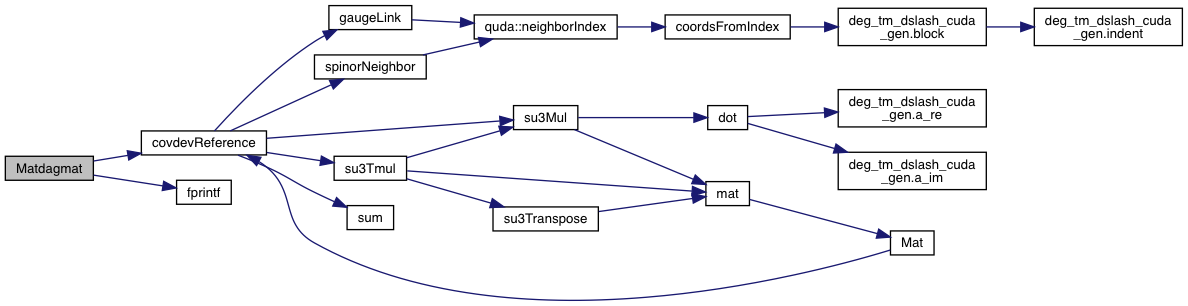 gaugeLink
quda::neighborIndex
coordsFromIndex
deg_tm_dslash_cuda
_gen.block
deg_tm_dslash_cuda
_gen.indent
spinorNeighbor
su3Mul
dot
deg_tm_dslash_cuda
_gen.a_re
covdevReference
Matdagmat
fprintf
su3Tmul
deg_tm_dslash_cuda
_gen.a_im
mat
sum
su3Transpose
Mat